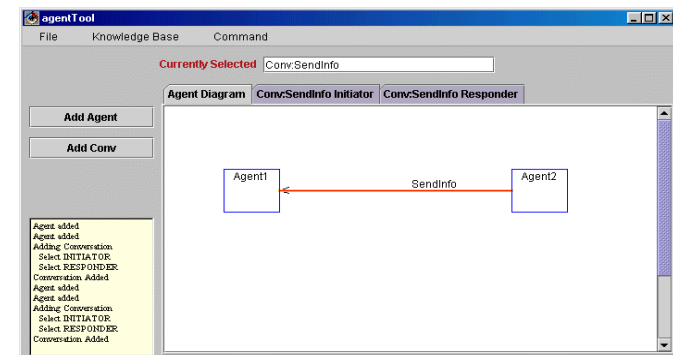 agentTool
File Knowledge Base Command
Currently Selected Conv:SendInfo
Agent Diagram Conv:SendInfo Initiator Conv:SendInfo Responder
Add Agent
Add Conv
Agent1 SendInfo Agent2
Agent added
Agent added
Adding Conversation
Select INITIATOR
Select RESPONDER
Conversation Added
Agent added
Agent added
Adding Conversation
Select INITIATOR
Select RESPONDER
Conversation Added